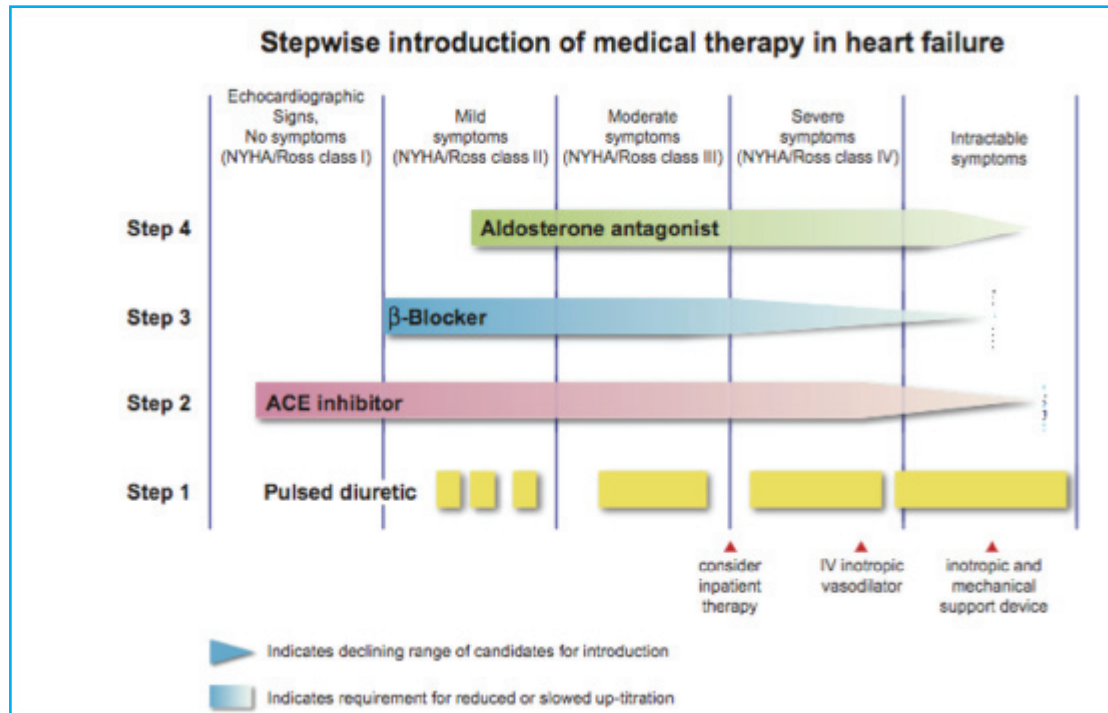 Stepwise introduction of medical therapy in heart failure
Echocardiographic
Signs,
No symptoms
(NYHA/Ross class I)
Mild
symptoms
(NYHA/Ross class II)
Moderate
symptoms
(NYHA/Ross class III)
Severe
symptoms
(NYHA/Ross class IV)
Intractable
symptoms
Step 4
Aldosterone antagonist
Step 3
β-Blocker
Step 2
ACE inhibitor
Step 1
Pulsed diuretic
consider
inpatient
therapy
IV inotropic
vasodilator
inotropic and
mechanical
support device
Indicates declining range of candidates for introduction
Indicates requirement for reduced or slowed up-titration